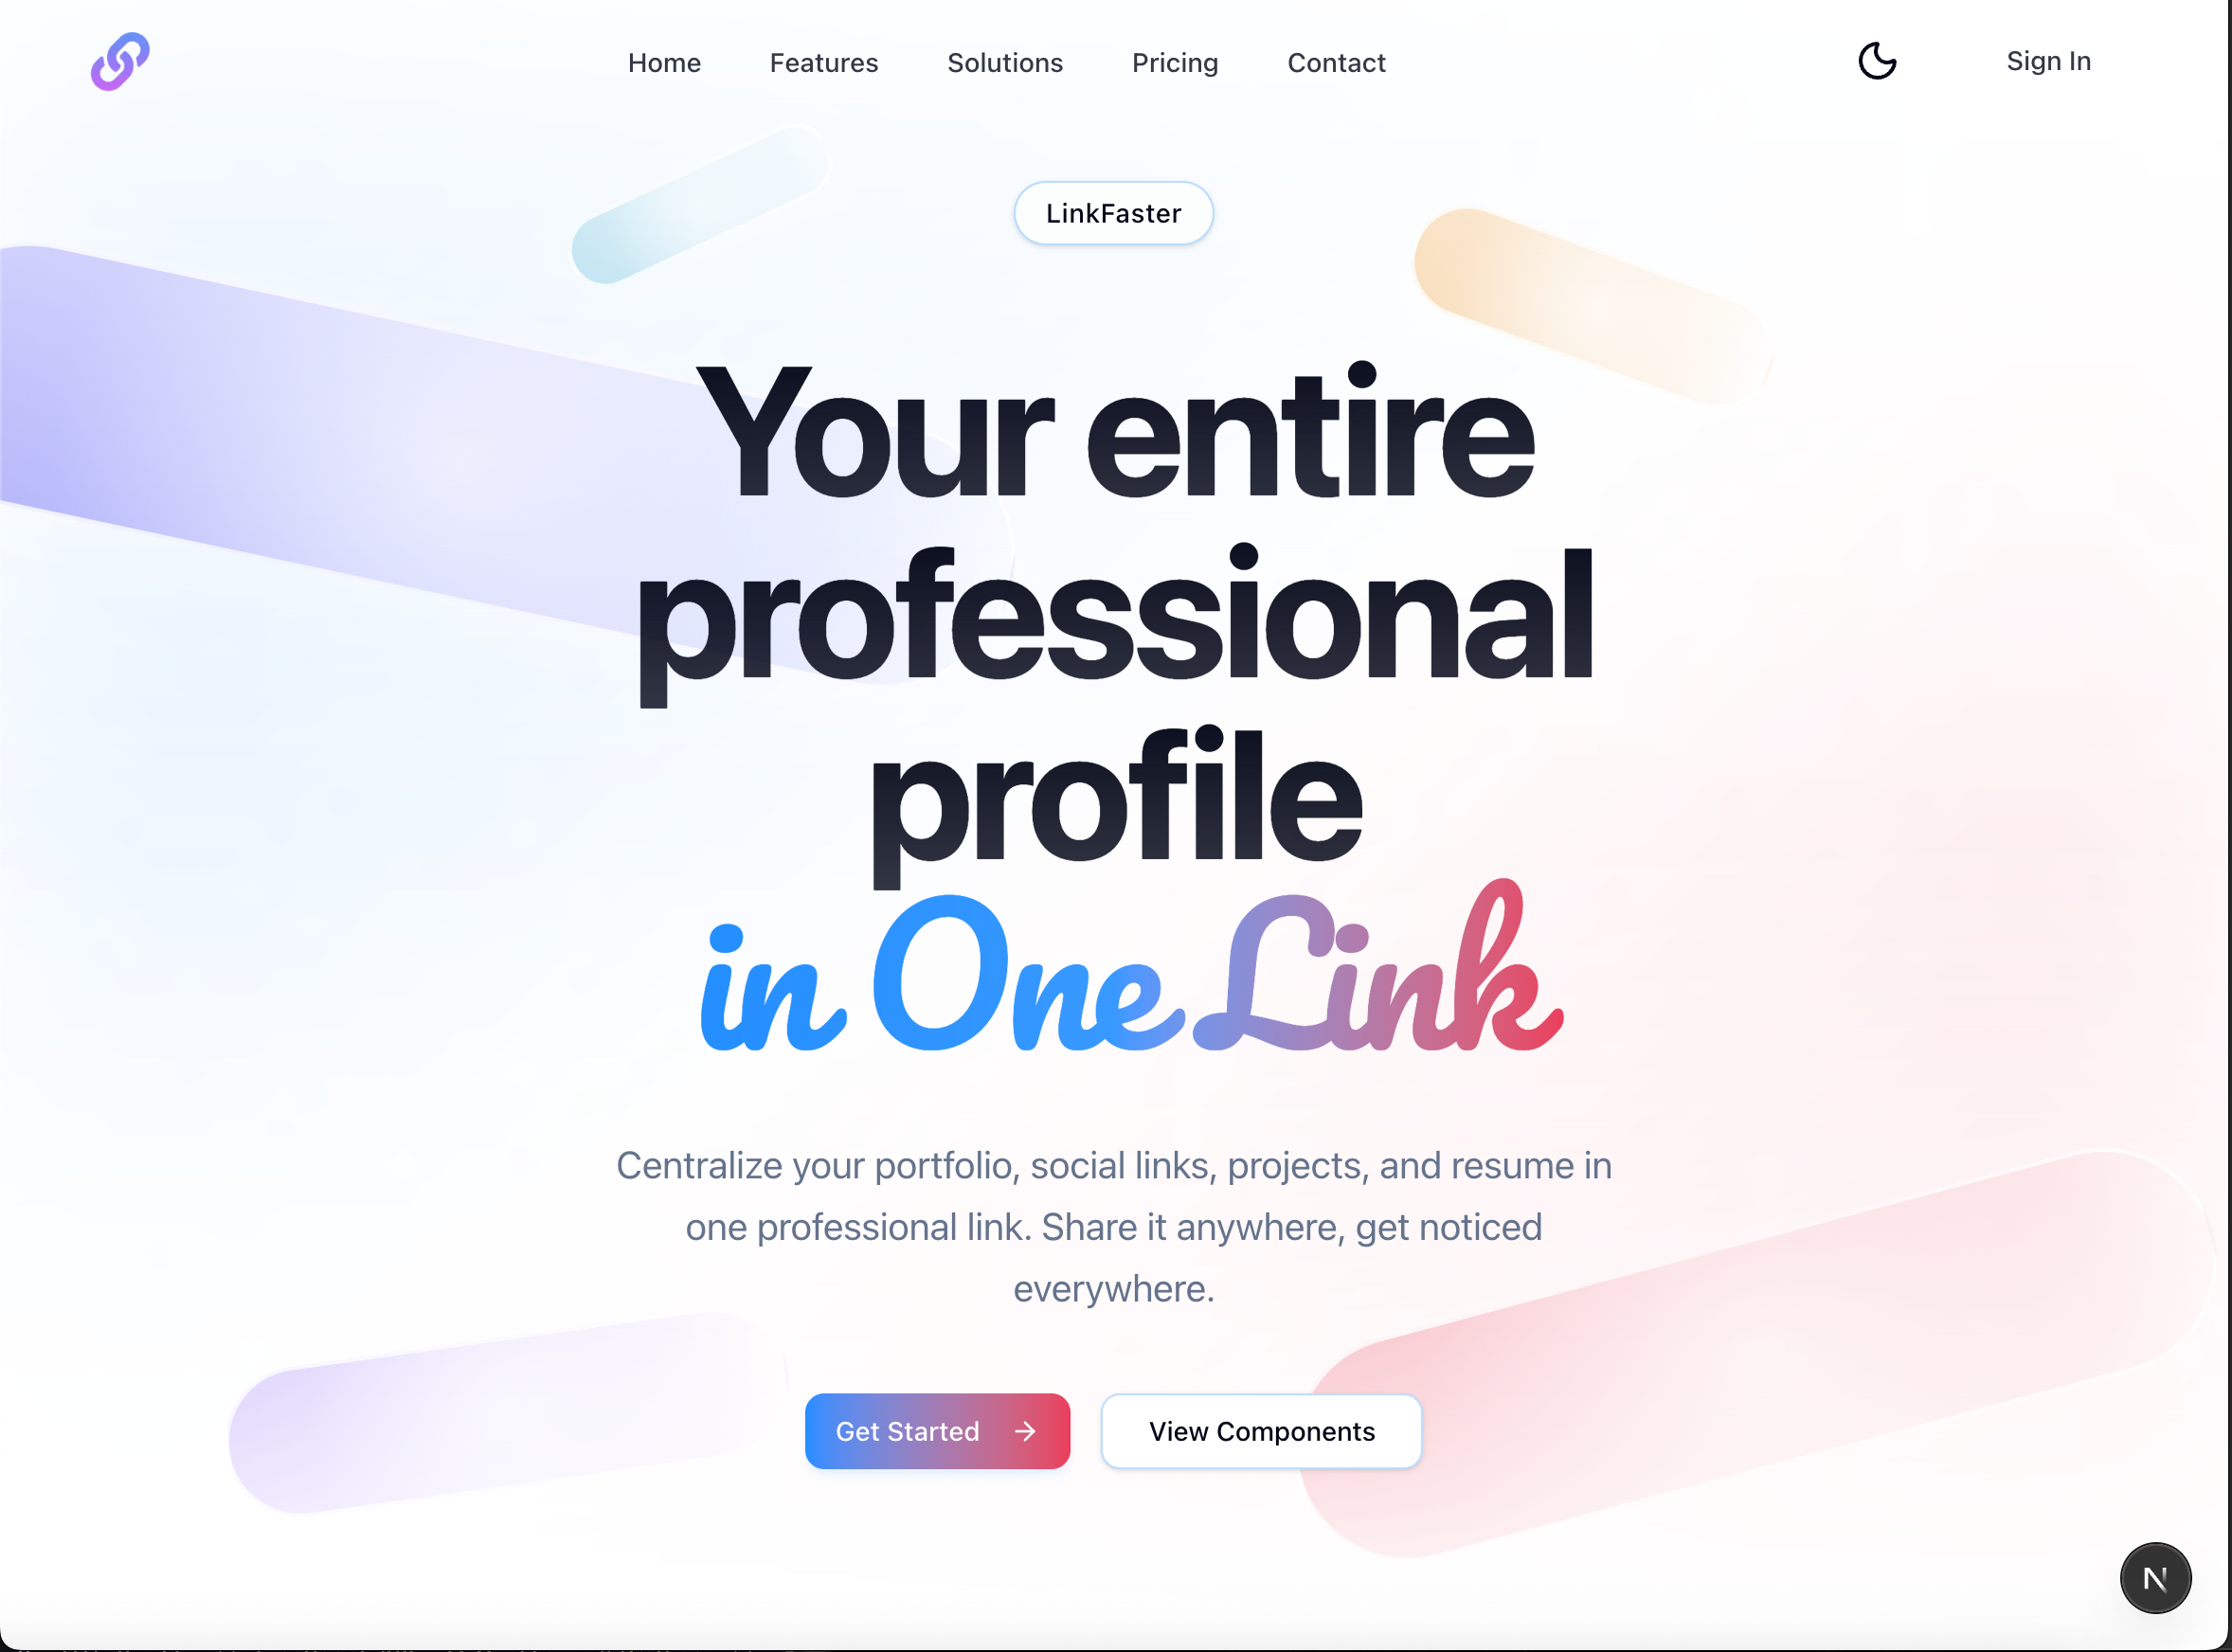 Home Features Solutions Pricing Contact Sign In
LinkFaster
Your entire
professional
profile
in One Link
Centralize your portfolio, social links, projects, and resume in
one professional link. Share it anywhere, get noticed
everywhere.
Get Started View Components
N